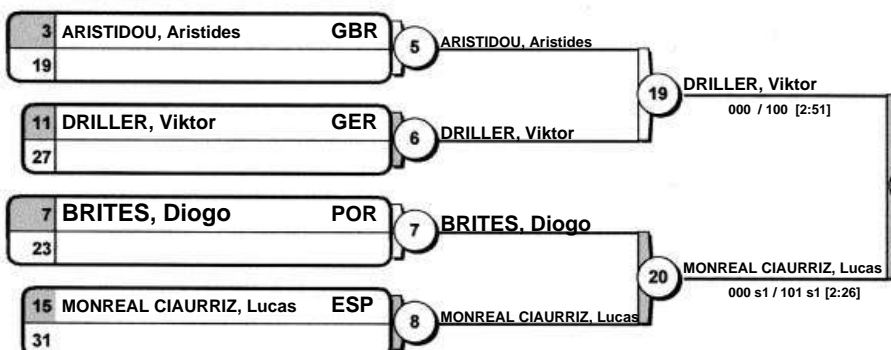 3 ARISTIDOU, Aristides GBR
19
5 ARISTIDOU, Aristides
19 DRILLER, Viktor
000 / 100 [2:51]
11 DRILLER, Viktor GER
27
6 DRILLER, Viktor
7 BRITES, Diogo POR
23
7 BRITES, Diogo
20 MONREAL CIAURRIZ, Lucas
000 s1 / 101 s1 [2:26]
15 MONREAL CIAURRIZ, Lucas ESP
31
8 MONREAL CIAURRIZ, Lucas